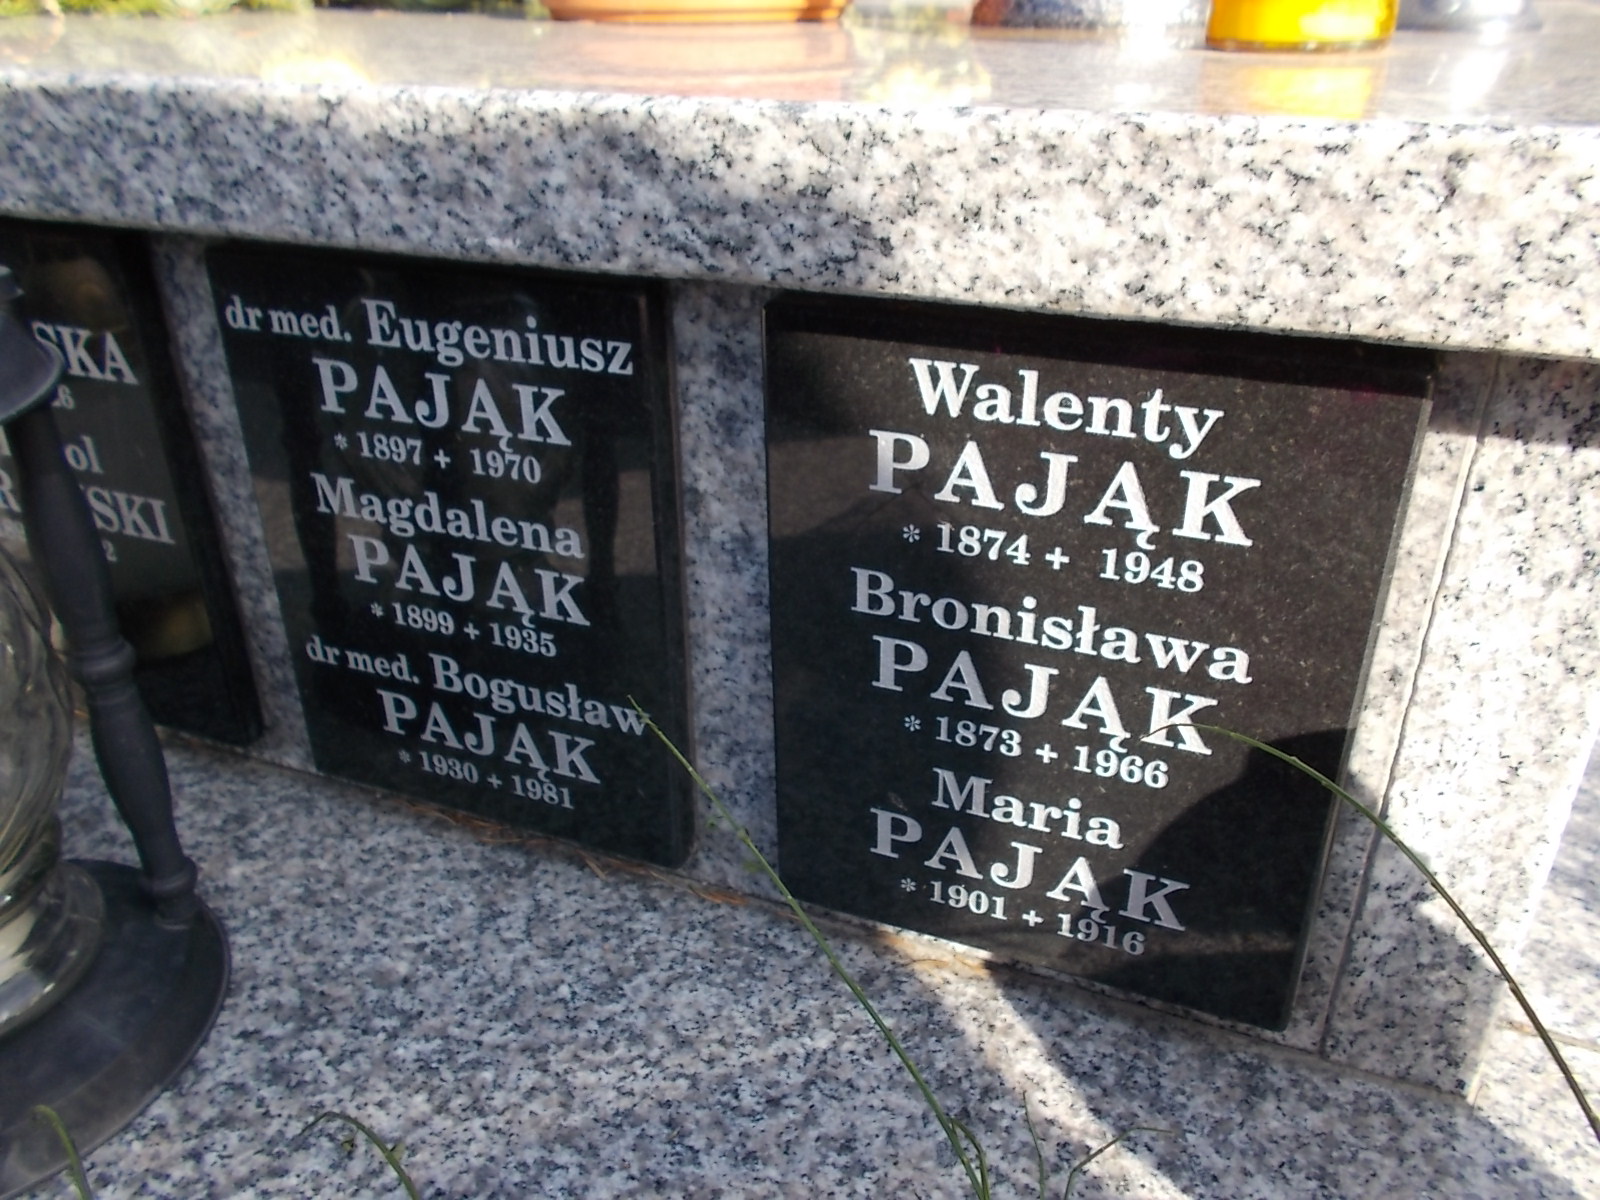 SKA
SKI
dr med. Eugeniusz
PAJĄK
* 1897 + 1970
Magdalena
PAJĄK
* 1899 + 1935
dr med. Bogusław
PAJĄK
* 1930 + 1981
Walenty
PAJĄK
* 1874 + 1948
Bronisława
PAJĄK
* 1873 + 1966
Maria
PAJĄK
* 1901 + 1916